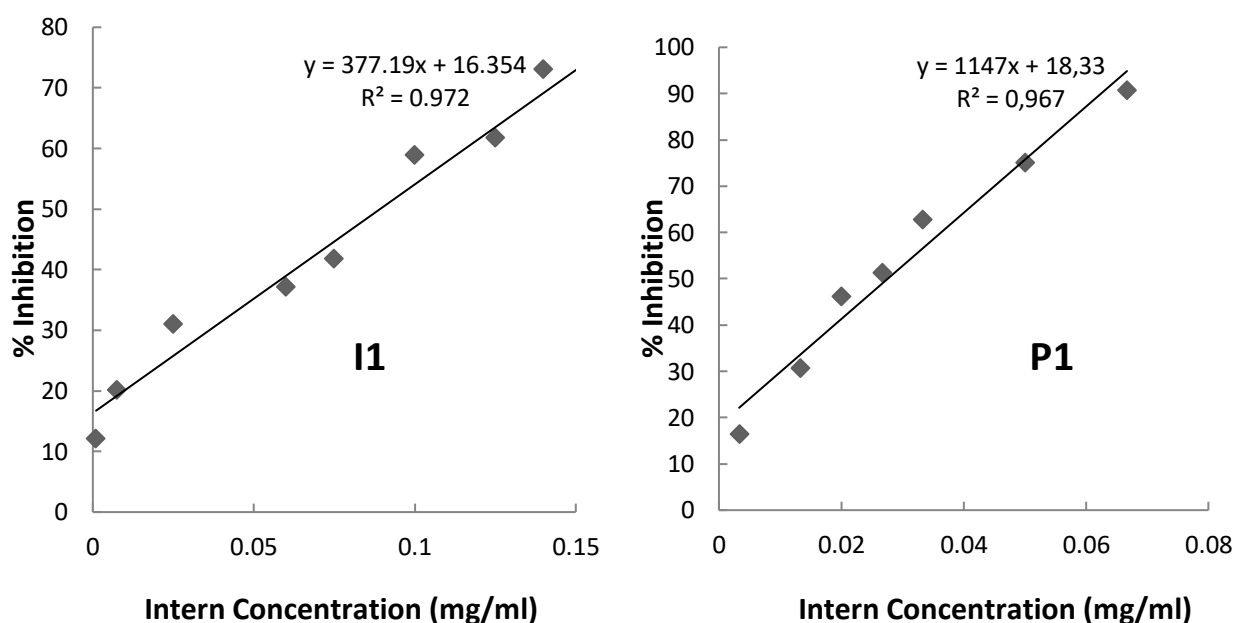 80
70
60
50
40
30
20
10
0
% Inhibition
y = 377.19x + 16.354
R² = 0.972
I1
0 0.05 0.1 0.15
Intern Concentration (mg/ml)
100
90
80
70
60
50
40
30
20
10
0
% Inhibition
y = 1147x + 18,33
R² = 0,967
P1
0 0.02 0.04 0.06 0.08
Intern Concentration (mg/ml)